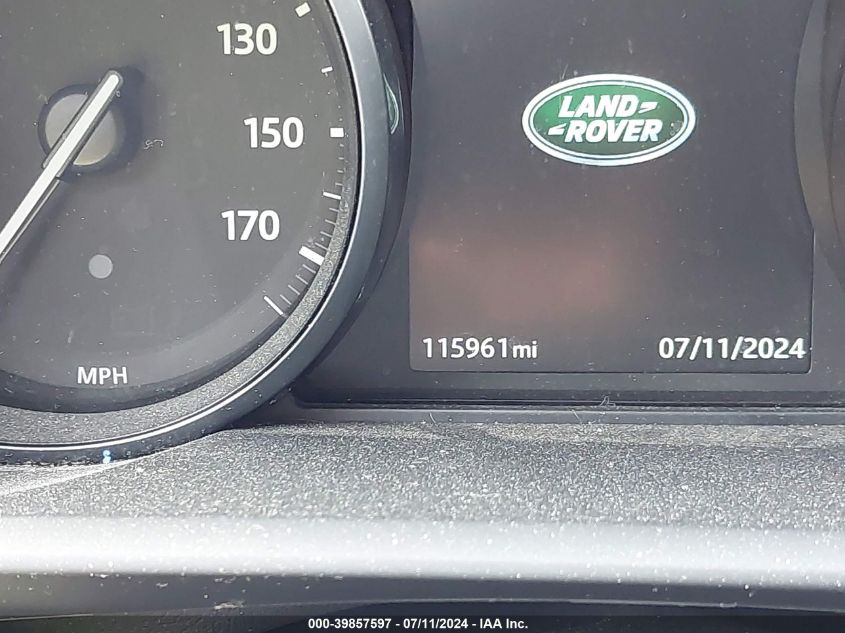 130
150
170
MPH
LAND
ROVER
115961mi
07/11/2024
000-39857597 - 07/11/2024 - IAA Inc.